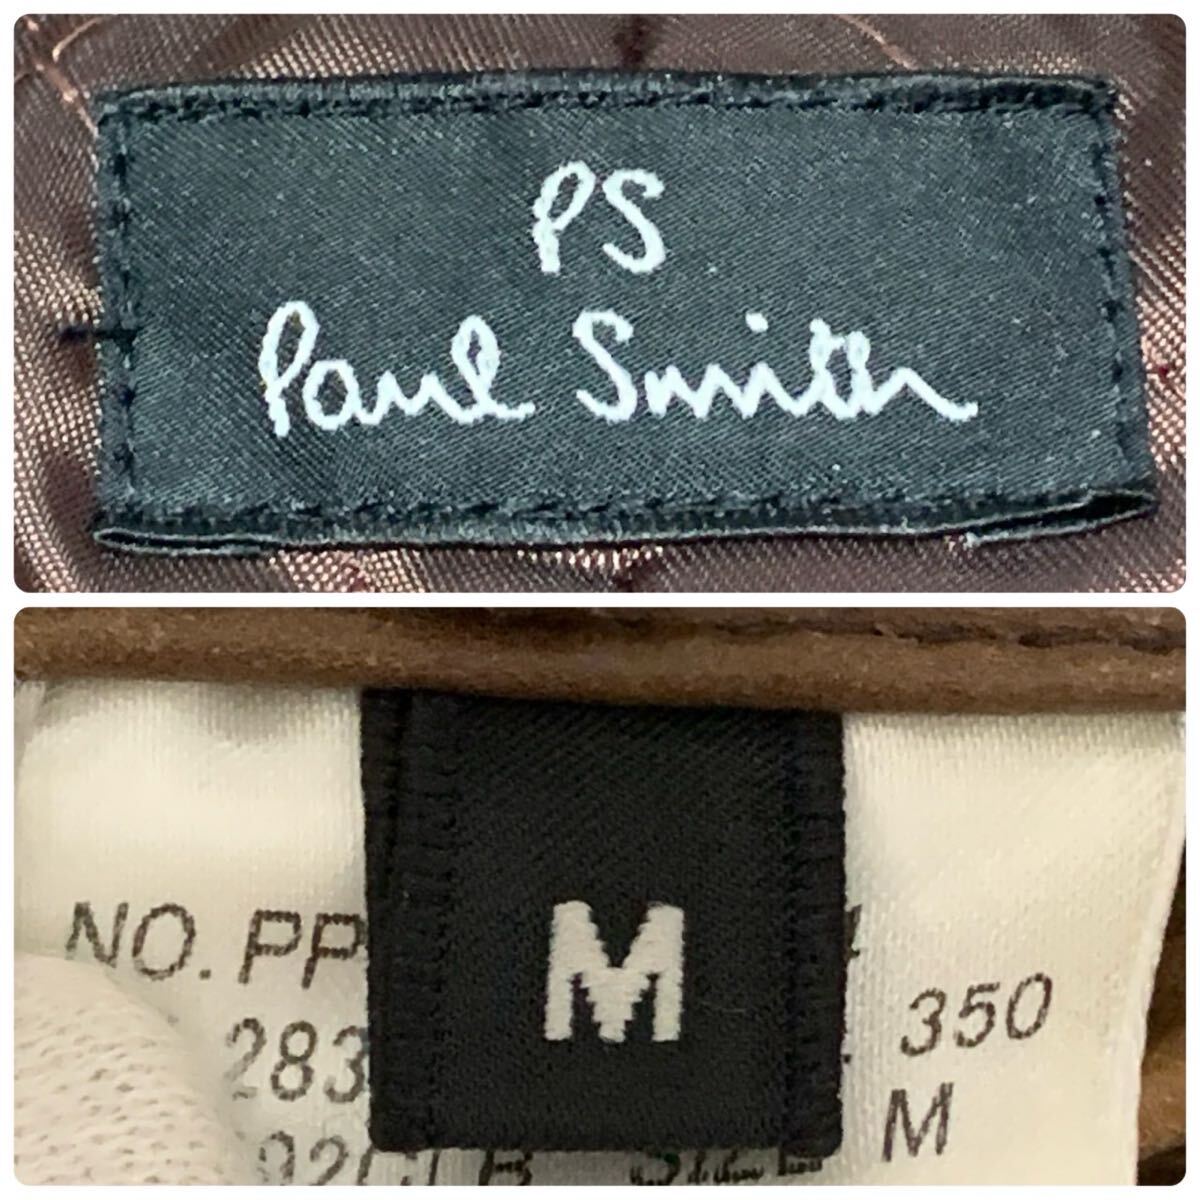 PS
Paul Smith
M
NO. PP
283 350
M